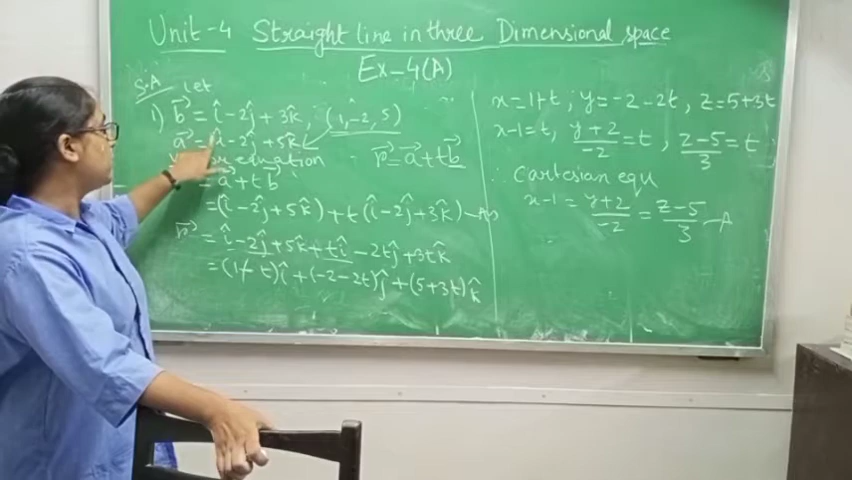 Unit-4 Straight line in three Dimensional space
Ex-4(A)
S.A let
1) b⃗ = î-2ĵ+3k̂, ; (1,-2,5)
a⃗ = î-2ĵ+5k̂
equation r⃗=a⃗+tb⃗
= a⃗+tb⃗
=(î-2ĵ+5k̂)+t(î-2ĵ+3k̂)
r⃗ = î-2ĵ+5k̂+tî-2tĵ+3tk̂
=(1+t)î+(-2-2t)ĵ+(5+3t)k̂
x=1+t ; y=-2-2t, z=5+3t
x-1=t, (y+2)/-2=t, (z-5)/3=t
∴ Cartesian equ
x-1 = (y+2)/-2 = (z-5)/3